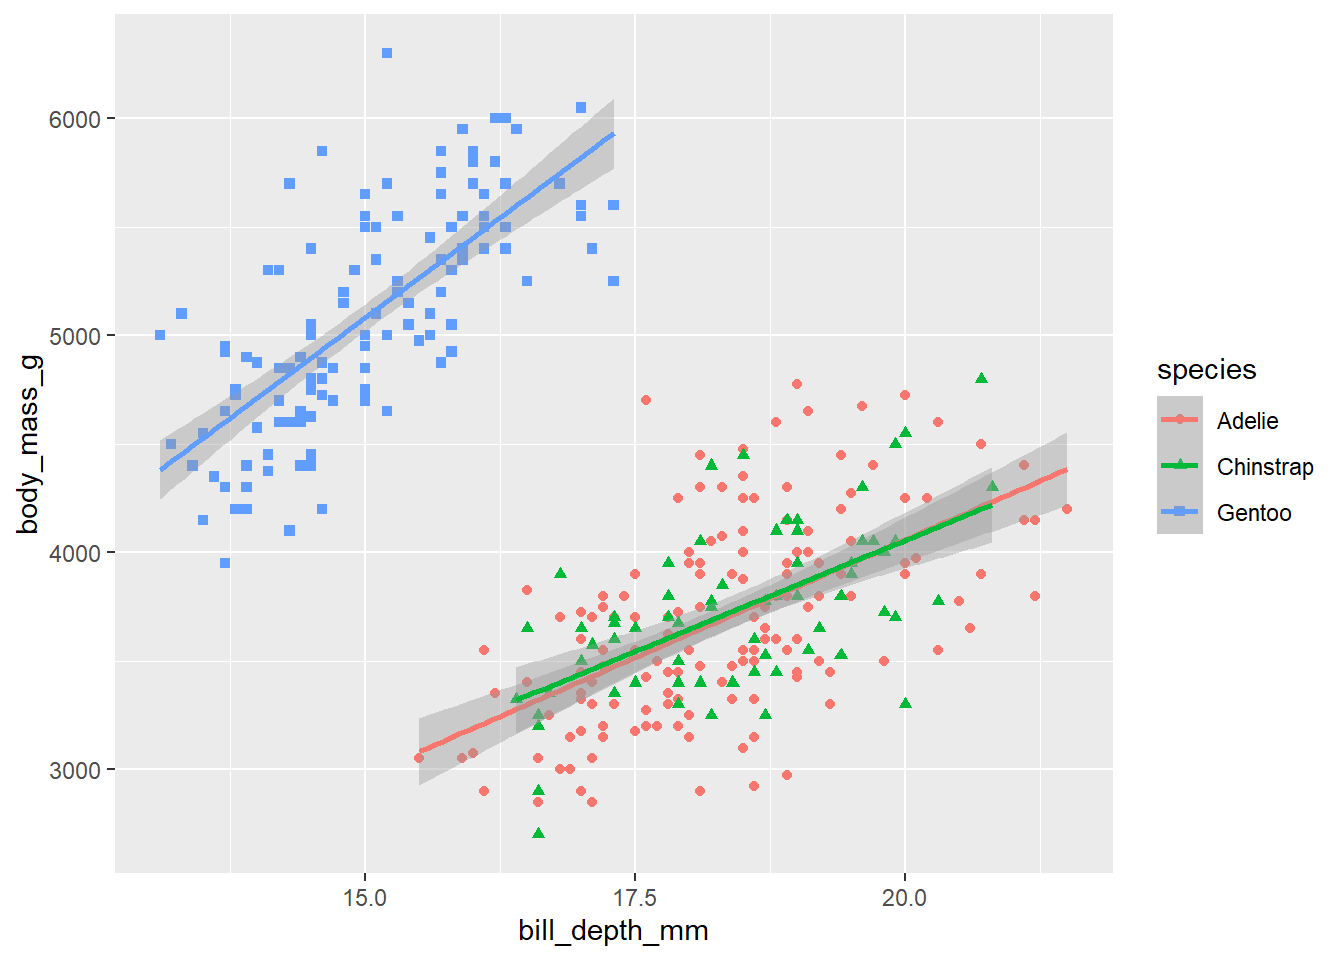 body_mass_g
6000
5000
4000
3000
15.0
17.5
20.0
bill_depth_mm
species
Adelie
Chinstrap
Gentoo